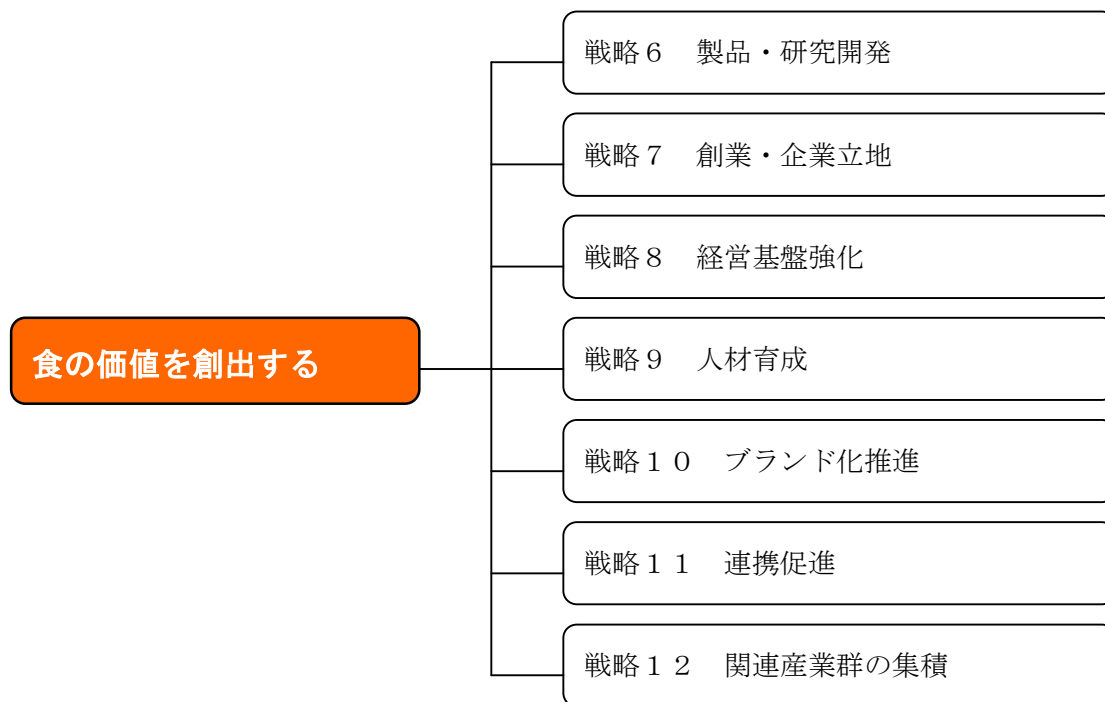 戦略６　製品・研究開発
戦略７　創業・企業立地
戦略８　経営基盤強化
食の価値を創出する
戦略９　人材育成
戦略１０　ブランド化推進
戦略１１　連携促進
戦略１２　関連産業群の集積